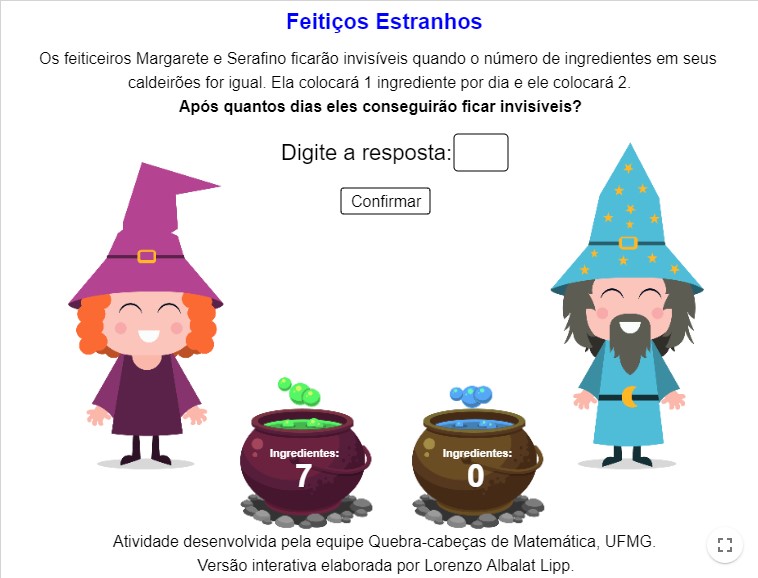 Feitiços Estranhos
Os feiticeiros Margarete e Serafino ficarão invisíveis quando o número de ingredientes em seus
caldeirões for igual. Ela colocará 1 ingrediente por dia e ele colocará 2.
Após quantos dias eles conseguirão ficar invisíveis?
Digite a resposta:
Confirmar
Ingredientes:
7
Ingredientes:
0
Atividade desenvolvida pela equipe Quebra-cabeças de Matemática, UFMG.
Versão interativa elaborada por Lorenzo Albalat Lipp.